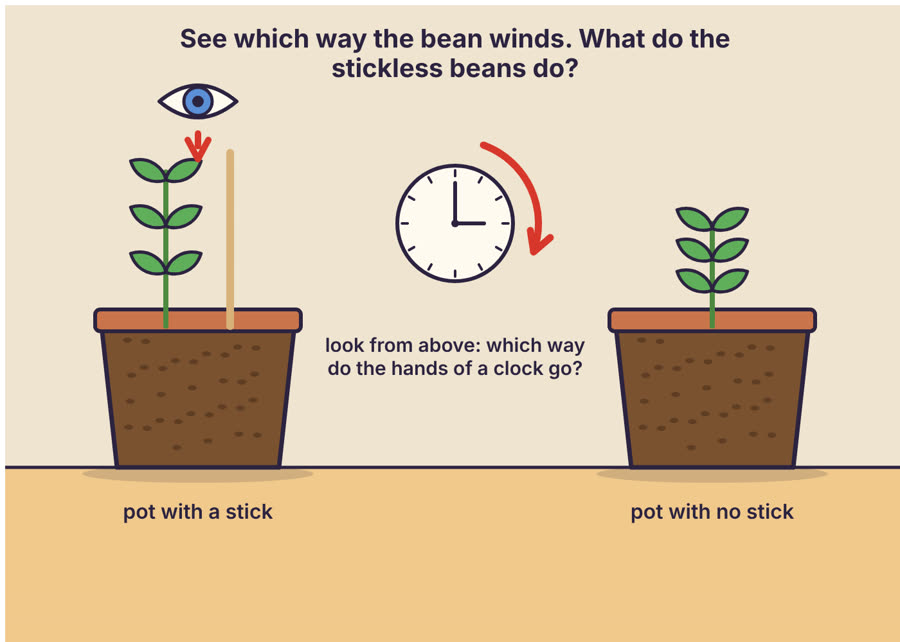 See which way the bean winds. What do the
stickless beans do?
look from above: which way
do the hands of a clock go?
pot with a stick
pot with no stick